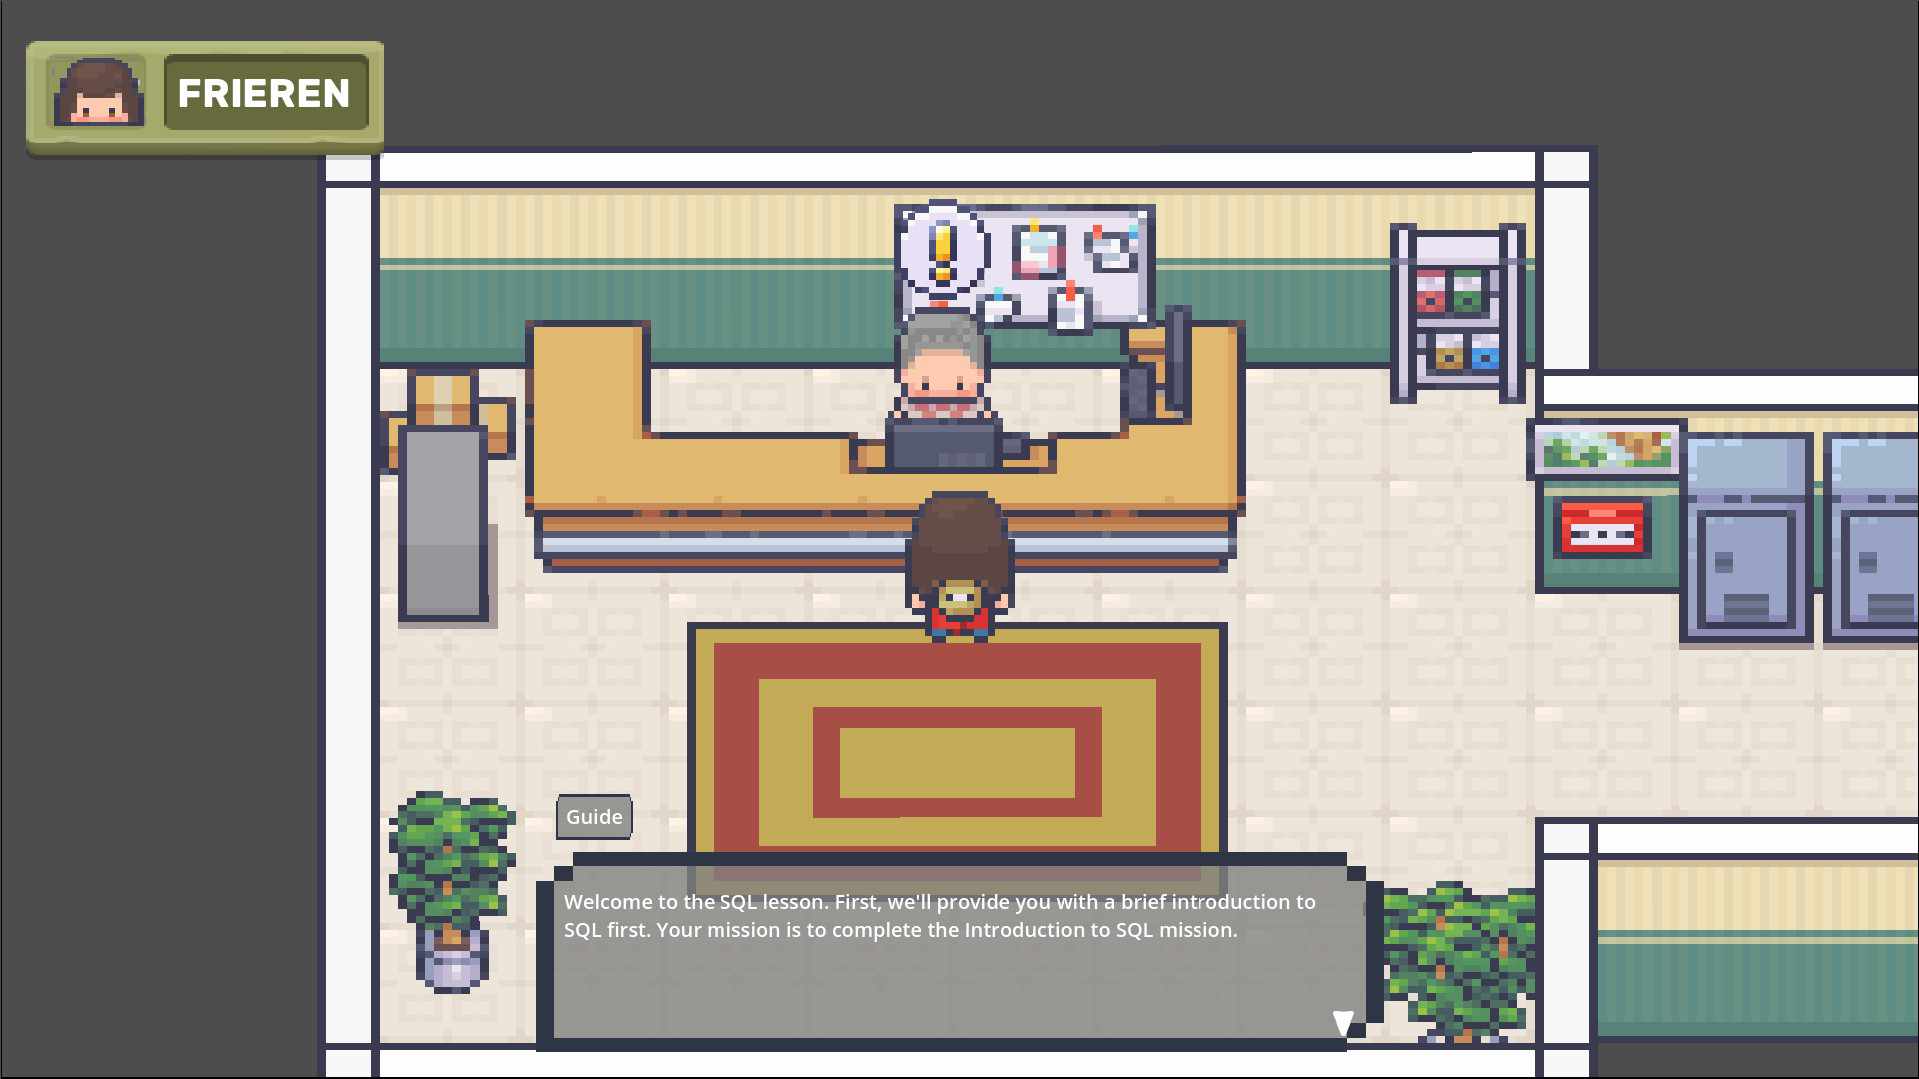 FRIEREN
Guide
Welcome to the SQL lesson. First, we'll provide you with a brief introduction to
SQL first. Your mission is to complete the Introduction to SQL mission.